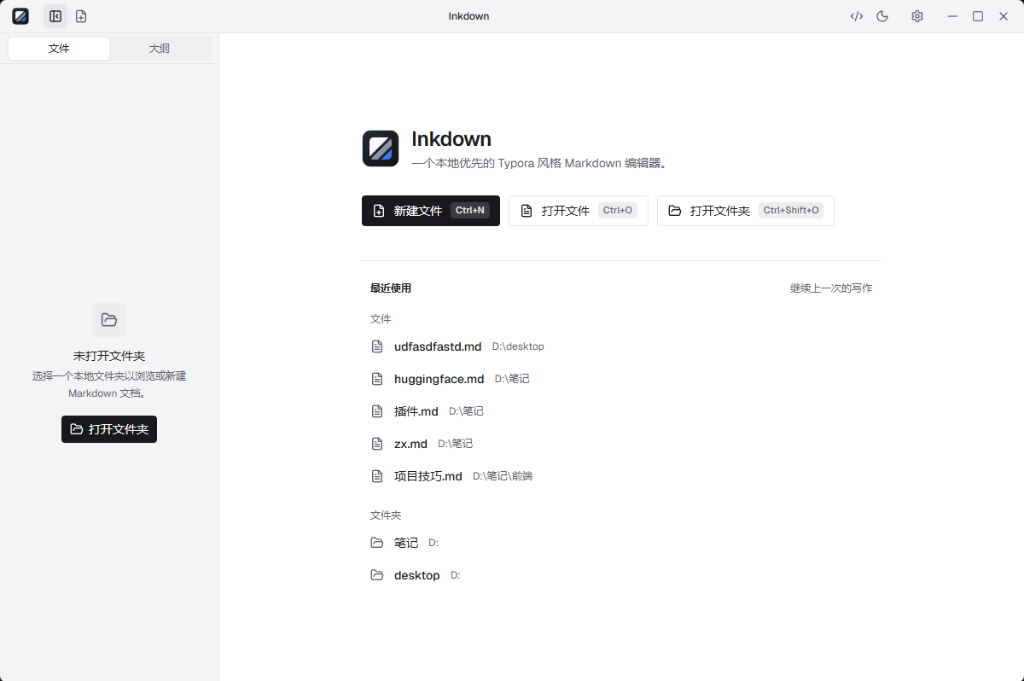 Inkdown
文件
大纲
未打开文件夹
选择一个本地文件夹以浏览或新建
Markdown 文档。
打开文件夹
Inkdown
一个本地优先的 Typora 风格 Markdown 编辑器。
新建文件 Ctrl+N
打开文件 Ctrl+O
打开文件夹 Ctrl+Shift+O
最近使用
继续上一次的写作
文件
udfasdfastd.md D:\desktop
huggingface.md D:\笔记
插件.md D:\笔记
zx.md D:\笔记
项目技巧.md D:\笔记\前端
文件夹
笔记 D:
desktop D: